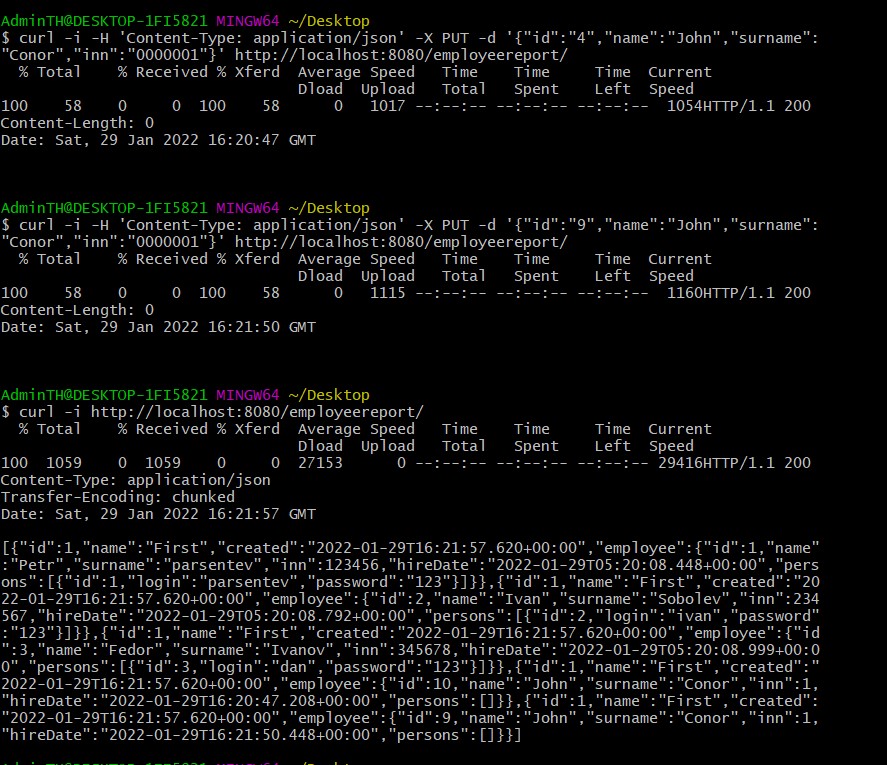 AdminTH@DESKTOP-1FI5821 MINGW64 ~/Desktop
$ curl -i -H 'Content-Type: application/json' -X PUT -d '{"id":"4","name":"John","surname":
"Conor","inn":"0000001"}' http://localhost:8080/employeereport/
  % Total    % Received % Xferd  Average Speed   Time    Time     Time  Current
                                 Dload  Upload   Total   Spent    Left  Speed
100    58    0     0  100    58      0   1017 --:--:-- --:--:-- --:--:--  1054HTTP/1.1 200
Content-Length: 0
Date: Sat, 29 Jan 2022 16:20:47 GMT
AdminTH@DESKTOP-1FI5821 MINGW64 ~/Desktop
$ curl -i -H 'Content-Type: application/json' -X PUT -d '{"id":"9","name":"John","surname":
"Conor","inn":"0000001"}' http://localhost:8080/employeereport/
  % Total    % Received % Xferd  Average Speed   Time    Time     Time  Current
                                 Dload  Upload   Total   Spent    Left  Speed
100    58    0     0  100    58      0   1115 --:--:-- --:--:-- --:--:--  1160HTTP/1.1 200
Content-Length: 0
Date: Sat, 29 Jan 2022 16:21:50 GMT
AdminTH@DESKTOP-1FI5821 MINGW64 ~/Desktop
$ curl -i http://localhost:8080/employeereport/
  % Total    % Received % Xferd  Average Speed   Time    Time     Time  Current
                                 Dload  Upload   Total   Spent    Left  Speed
100  1059    0  1059    0     0  27153      0 --:--:-- --:--:-- --:--:-- 29416HTTP/1.1 200
Content-Type: application/json
Transfer-Encoding: chunked
Date: Sat, 29 Jan 2022 16:21:57 GMT
[{"id":1,"name":"First","created":"2022-01-29T16:21:57.620+00:00","employee":{"id":1,"name"
:"Petr","surname":"parsentev","inn":123456,"hireDate":"2022-01-29T05:20:08.448+00:00","pers
ons":[{"id":1,"login":"parsentev","password":"123"}]}},{"id":1,"name":"First","created":"20
22-01-29T16:21:57.620+00:00","employee":{"id":2,"name":"Ivan","surname":"Sobolev","inn":234
567,"hireDate":"2022-01-29T05:20:08.792+00:00","persons":[{"id":2,"login":"ivan","password"
:"123"}]}},{"id":1,"name":"First","created":"2022-01-29T16:21:57.620+00:00","employee":{"id
":3,"name":"Fedor","surname":"Ivanov","inn":345678,"hireDate":"2022-01-29T05:20:08.999+00:0
0","persons":[{"id":3,"login":"dan","password":"123"}]}},{"id":1,"name":"First","created":"
2022-01-29T16:21:57.620+00:00","employee":{"id":10,"name":"John","surname":"Conor","inn":1,
"hireDate":"2022-01-29T16:20:47.208+00:00","persons":[]}},{"id":1,"name":"First","created":
"2022-01-29T16:21:57.620+00:00","employee":{"id":9,"name":"John","surname":"Conor","inn":1,
"hireDate":"2022-01-29T16:21:50.448+00:00","persons":[]}}]